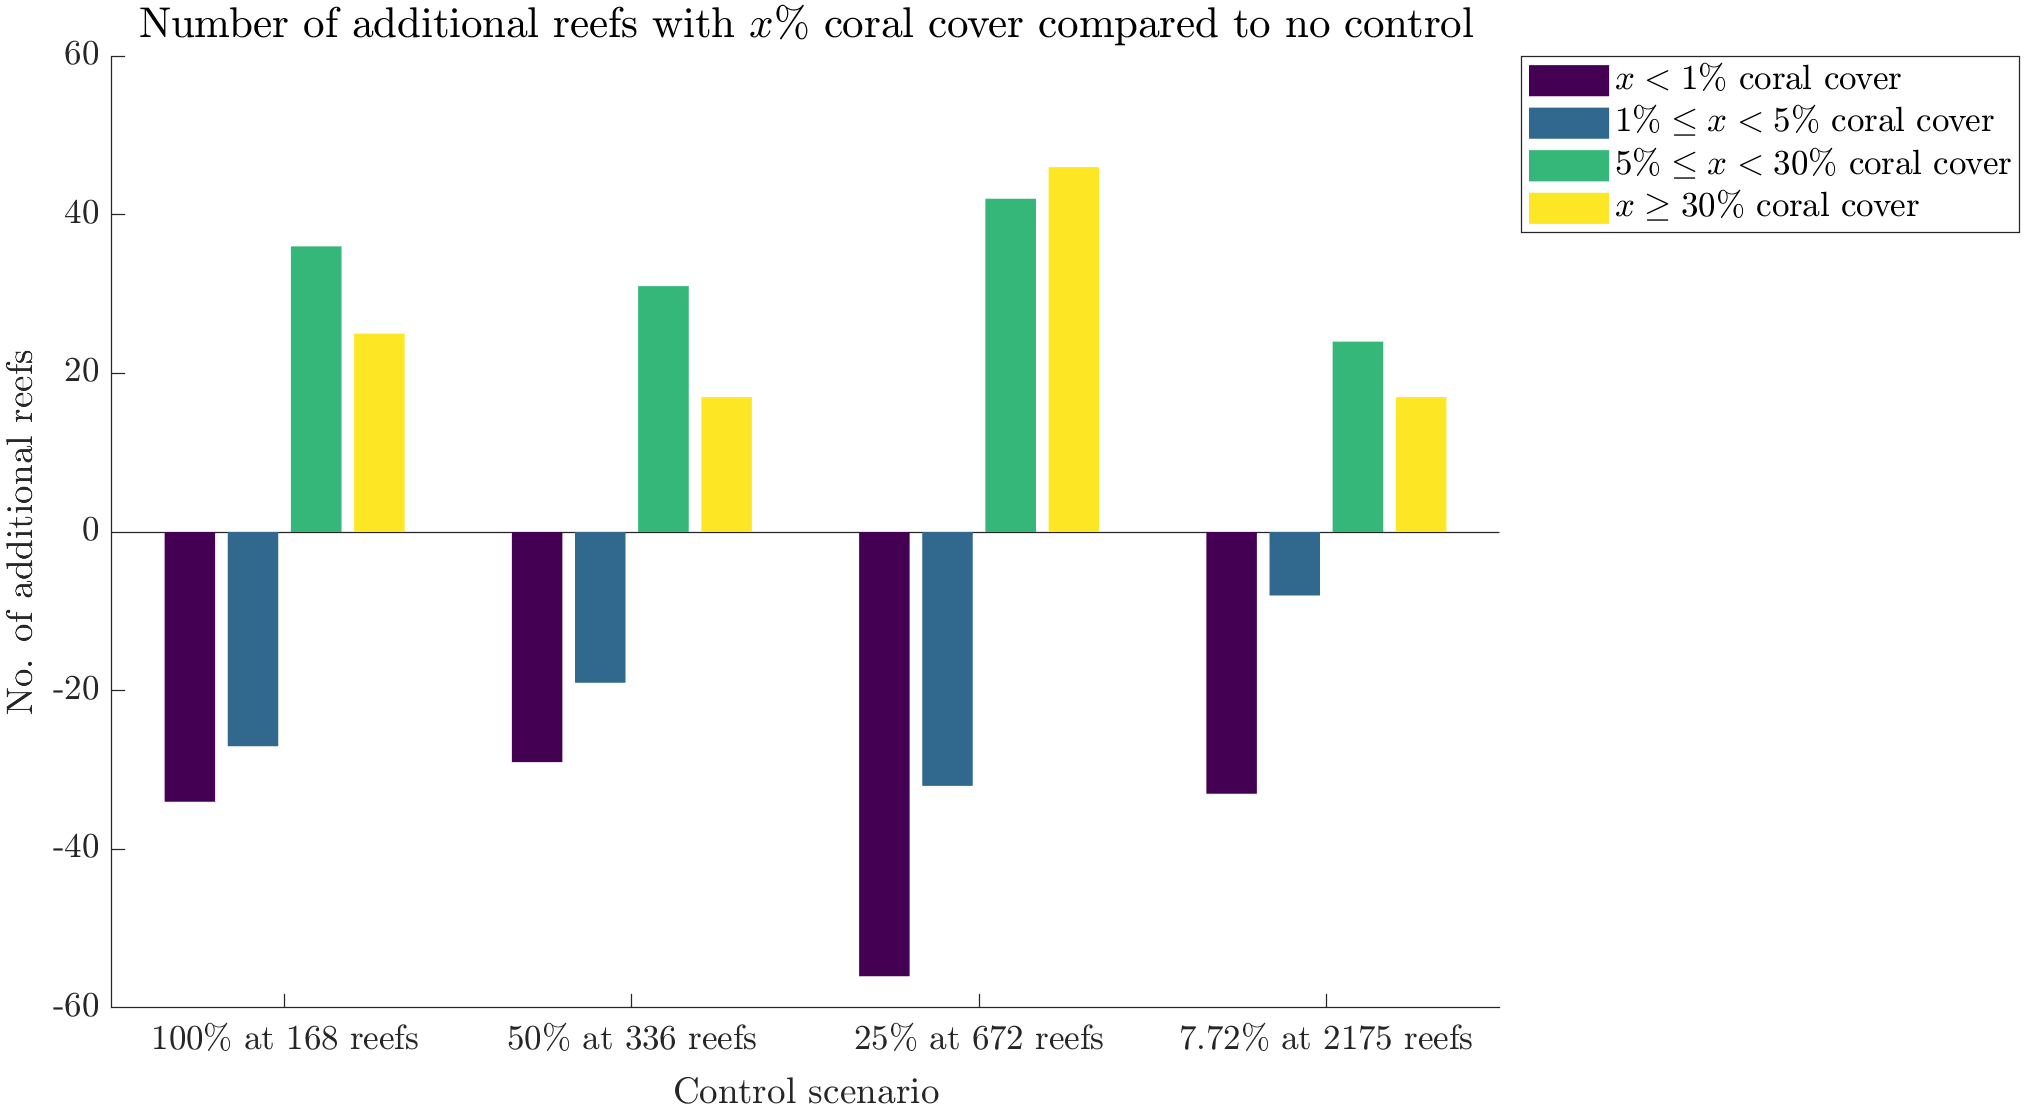 Number of additional reefs with x% coral cover compared to no control
x < 1% coral cover
1% ≤ x < 5% coral cover
5% ≤ x < 30% coral cover
x ≥ 30% coral cover
No. of additional reefs
60
40
20
0
-20
-40
-60
100% at 168 reefs
50% at 336 reefs
25% at 672 reefs
7.72% at 2175 reefs
Control scenario